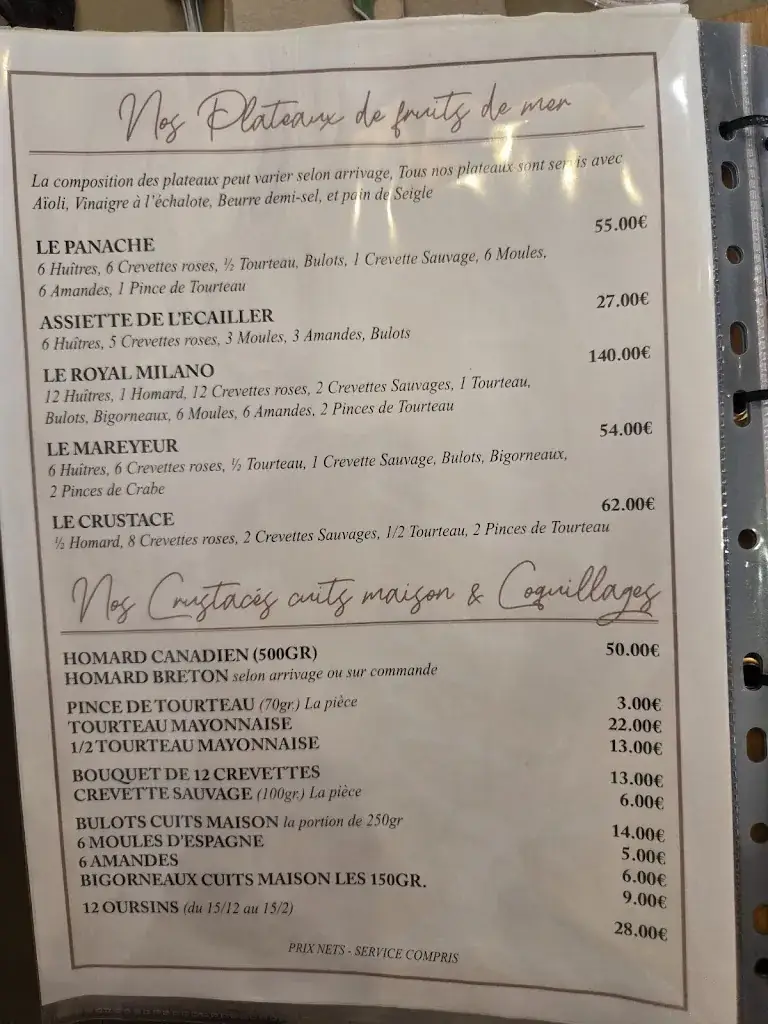 Nos Plateaux de fruits de mer
La composition des plateaux peut varier selon arrivage, Tous nos plateaux sont servis avec
Aïoli, Vinaigre à l'échalote, Beurre demi-sel, et pain de Seigle
LE PANACHE 55.00€
6 Huîtres, 6 Crevettes roses, ½ Tourteau, Bulots, 1 Crevette Sauvage, 6 Moules,
6 Amandes, 1 Pince de Tourteau
ASSIETTE DE L'ECAILLER 27.00€
6 Huîtres, 5 Crevettes roses, 3 Moules, 3 Amandes, Bulots
LE ROYAL MILANO 140.00€
12 Huîtres, 1 Homard, 12 Crevettes roses, 2 Crevettes Sauvages, 1 Tourteau,
Bulots, Bigorneaux, 6 Moules, 6 Amandes, 2 Pinces de Tourteau
LE MAREYEUR 54.00€
6 Huîtres, 6 Crevettes roses, ½ Tourteau, 1 Crevette Sauvage, Bulots, Bigorneaux,
2 Pinces de Crabe
LE CRUSTACE 62.00€
½ Homard, 8 Crevettes roses, 2 Crevettes Sauvages, 1/2 Tourteau, 2 Pinces de Tourteau
Nos Crustacés cuits maison & Coquillages
HOMARD CANADIEN (500GR) 50.00€
HOMARD BRETON selon arrivage ou sur commande
PINCE DE TOURTEAU (70gr.) La pièce 3.00€
TOURTEAU MAYONNAISE 22.00€
1/2 TOURTEAU MAYONNAISE 13.00€
BOUQUET DE 12 CREVETTES 13.00€
CREVETTE SAUVAGE (100gr.) La pièce 6.00€
BULOTS CUITS MAISON la portion de 250gr 14.00€
6 MOULES D'ESPAGNE 5.00€
6 AMANDES 6.00€
BIGORNEAUX CUITS MAISON LES 150GR. 9.00€
12 OURSINS (du 15/12 au 15/2) 28.00€
PRIX NETS - SERVICE COMPRIS